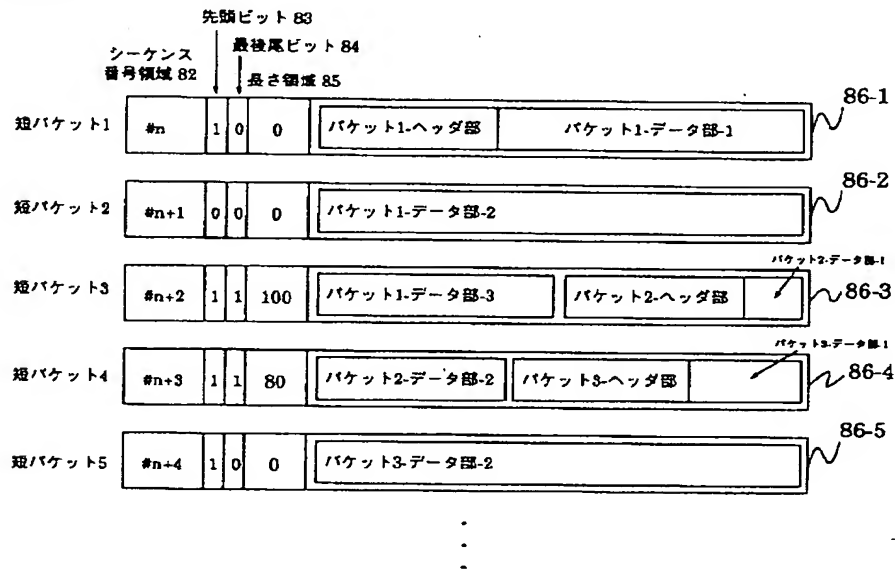 先頭ビット 83
最後尾ビット 84
シーケンス
番号領域 82
長さ領域 85
短パケット1 #n 1 0 0 パケット1-ヘッダ部 パケット1-データ部-1 86-1
短パケット2 #n+1 0 0 0 パケット1-データ部-2 86-2
パケット2-データ部-1
短パケット3 #n+2 1 1 100 パケット1-データ部-3 パケット2-ヘッダ部 86-3
パケット3-データ部-1
短パケット4 #n+3 1 1 80 パケット2-データ部-2 パケット3-ヘッダ部 86-4
短パケット5 #n+4 1 0 0 パケット3-データ部-2 86-5